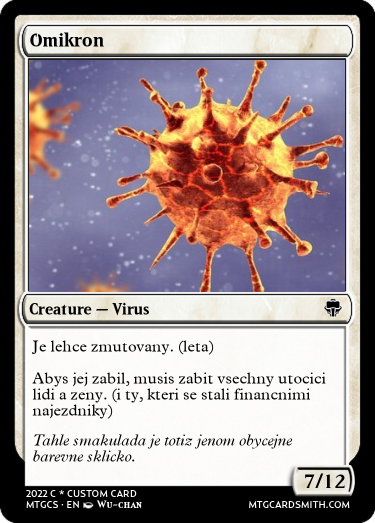 Omikron
Creature — Virus
Je lehce zmutovany. (leta)
Abys jej zabil, musis zabit vsechny utocici
lidi a zeny. (i ty, kteri se stali financnimi
najezdniky)
Tahle smakulada je totiz jenom obycejne
barevne sklicko.
7/12
2022 C * CUSTOM CARD
MTGCS · EN Wu-chan
MTGCARDSMITH.COM